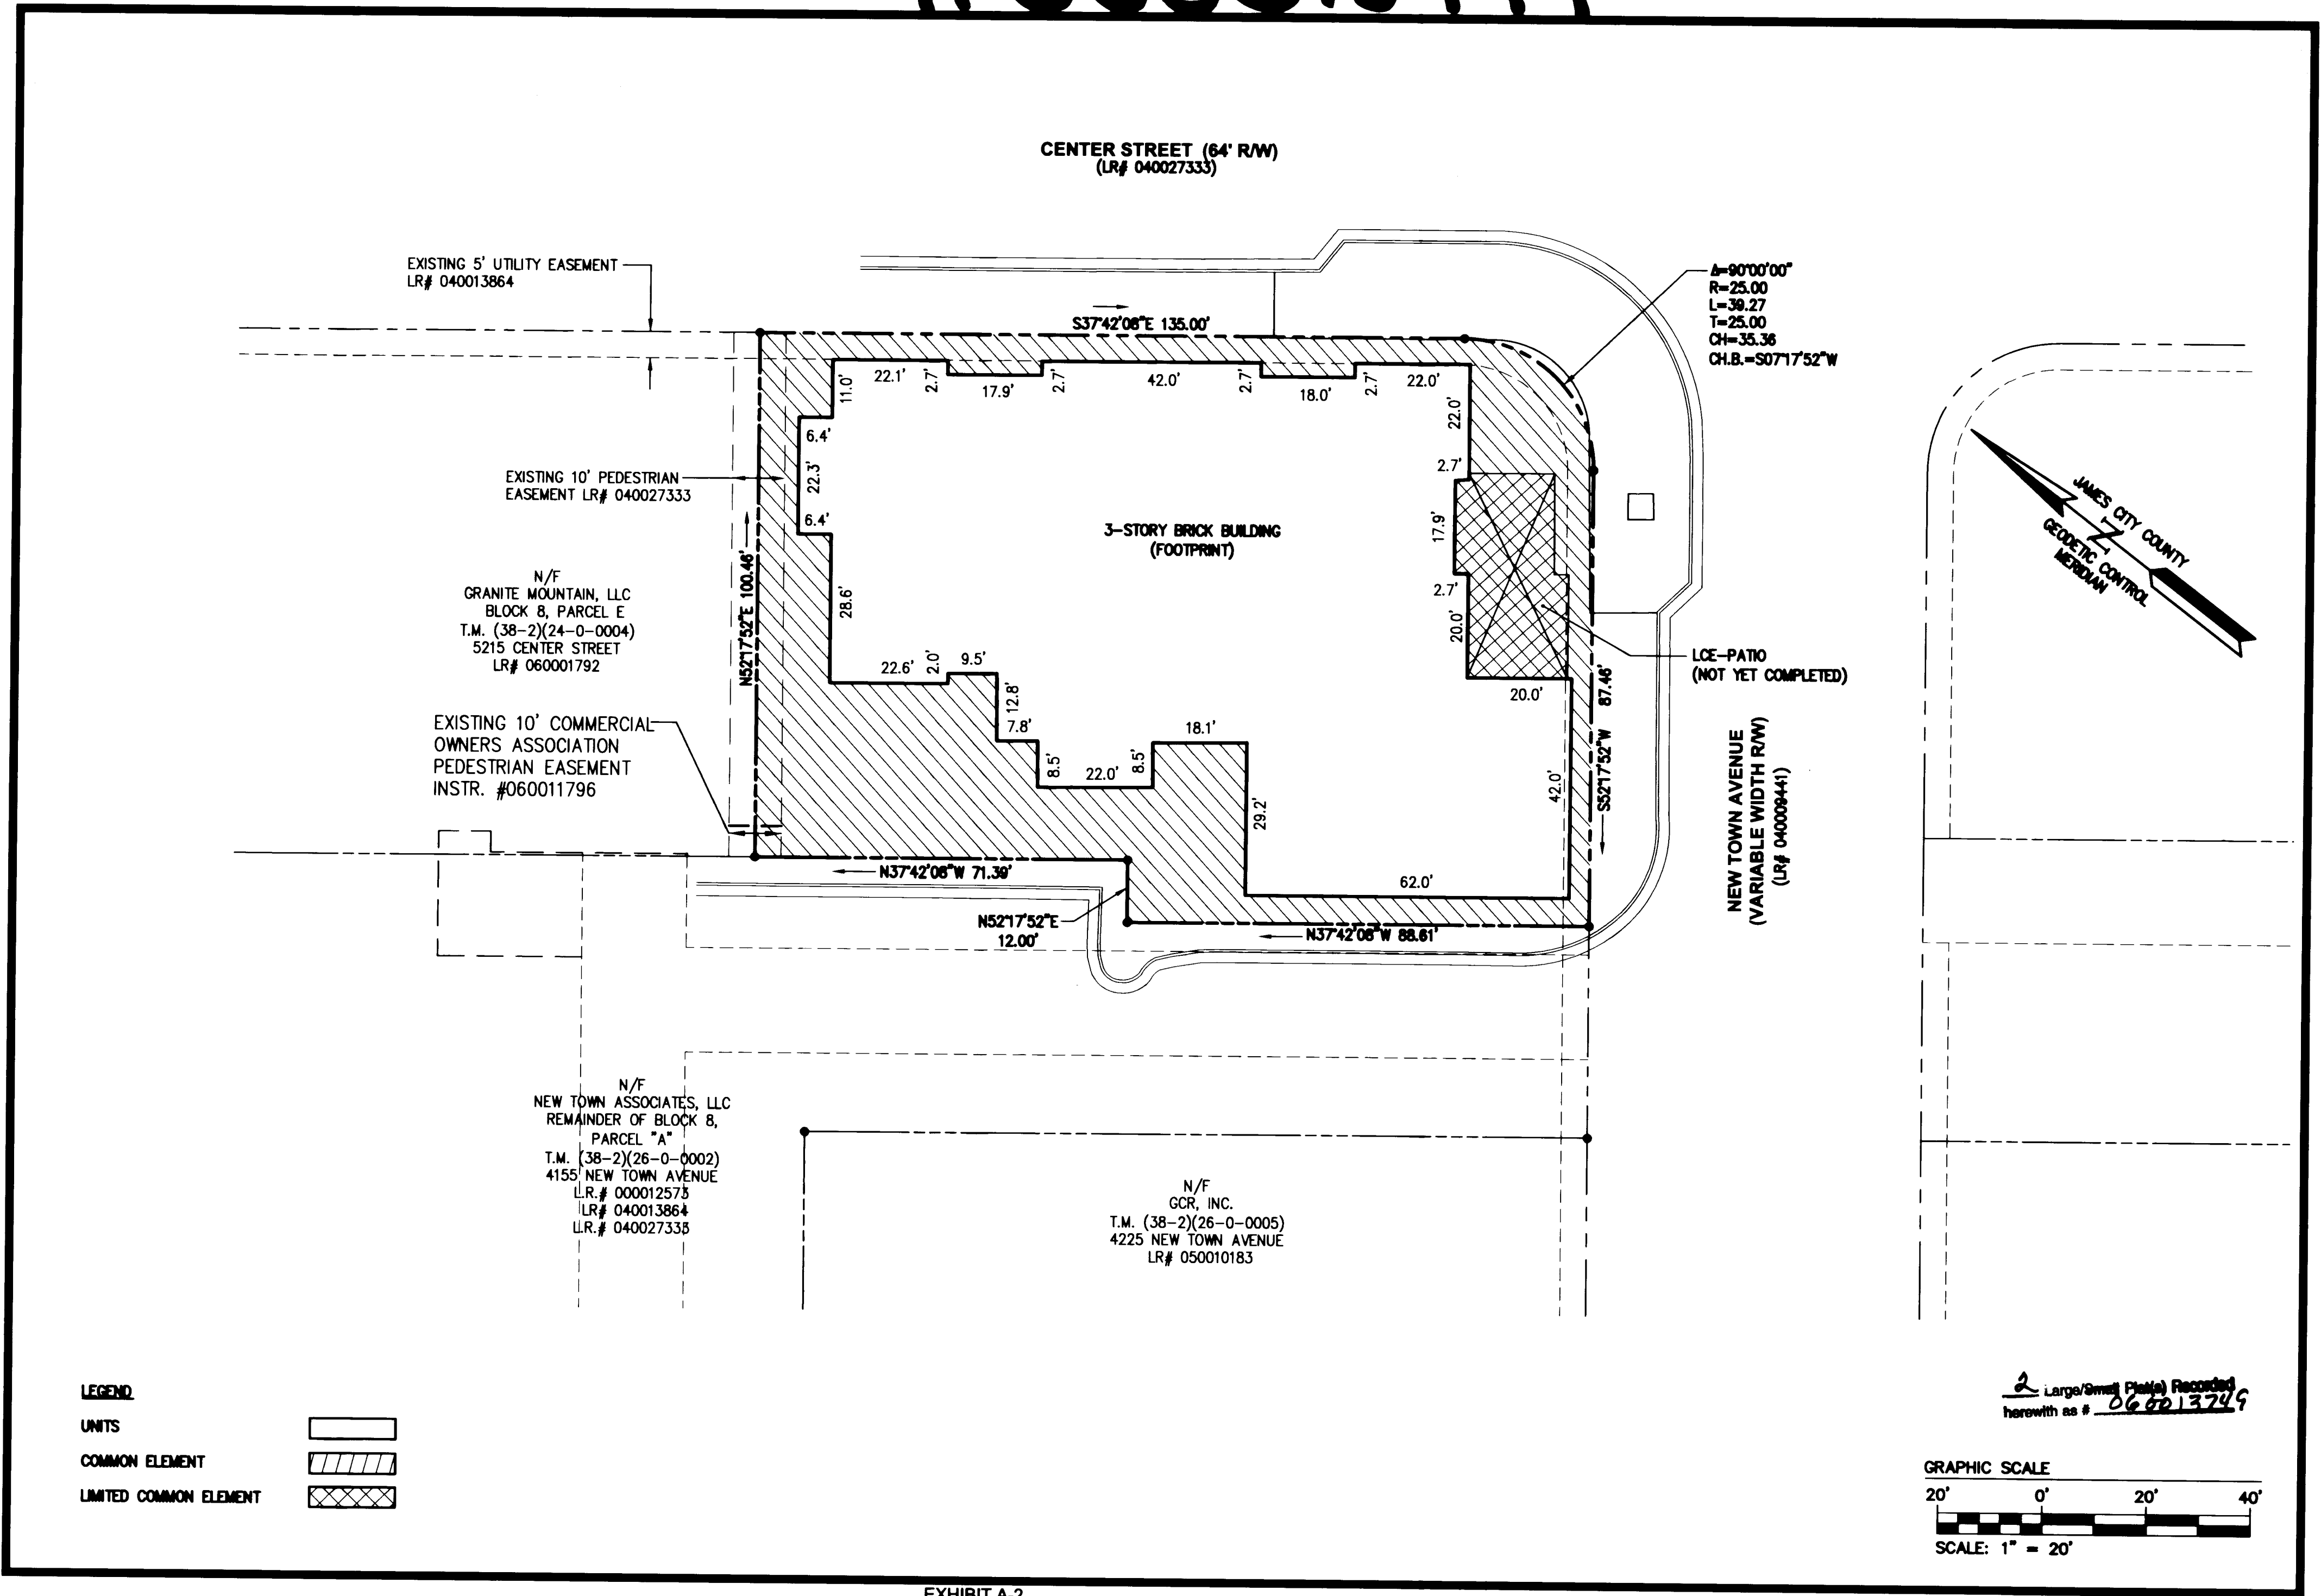 CENTER STREET (64' R/W)
(LR# 040027333)
EXISTING 5' UTILITY EASEMENT
LR# 040013864
Δ=90°00'00"
R=25.00
L=39.27
T=25.00
CH=35.36
CH.B.=S07°17'52"W
S37°42'08"E 135.00'
11.0'
22.1'
2.7'
17.9'
2.7'
42.0'
2.7'
18.0'
2.7'
22.0'
22.0'
6.4'
22.3'
6.4'
EXISTING 10' PEDESTRIAN
EASEMENT LR# 040027333
N52°17'52"E 100.46'
3-STORY BRICK BUILDING
(FOOTPRINT)
2.7'
17.9'
2.7'
20.0'
JAMES CITY COUNTY
N
GEODETIC CONTROL
MERIDIAN
N/F
GRANITE MOUNTAIN, LLC
BLOCK 8, PARCEL E
T.M. (38-2)(24-0-0004)
5215 CENTER STREET
LR# 060001792
28.6'
22.6'
2.0'
9.5'
12.8'
7.8'
8.5'
22.0'
8.5'
18.1'
29.2'
20.0'
42.0'
62.0'
LCE-PATIO
(NOT YET COMPLETED)
S52°17'52"W 87.46'
NEW TOWN AVENUE
(VARIABLE WIDTH R/W)
(LR# 040009441)
EXISTING 10' COMMERCIAL
OWNERS ASSOCIATION
PEDESTRIAN EASEMENT
INSTR. #060011796
N37°42'08"W 71.39'
N52°17'52"E
12.00'
N37°42'08"W 88.61'
N/F
NEW TOWN ASSOCIATES, LLC
REMAINDER OF BLOCK 8,
PARCEL "A"
T.M. (38-2)(26-0-0002)
4155 NEW TOWN AVENUE
L.R.# 000012573
LR# 040013864
L.R.# 040027333
N/F
GCR, INC.
T.M. (38-2)(26-0-0005)
4225 NEW TOWN AVENUE
LR# 050010183
LEGEND
UNITS
COMMON ELEMENT
LIMITED COMMON ELEMENT
2 Large/Small Plat(s) Recorded
herewith as # 060013749
GRAPHIC SCALE
20' 0' 20' 40'
SCALE: 1" = 20'
EXHIBIT A-2